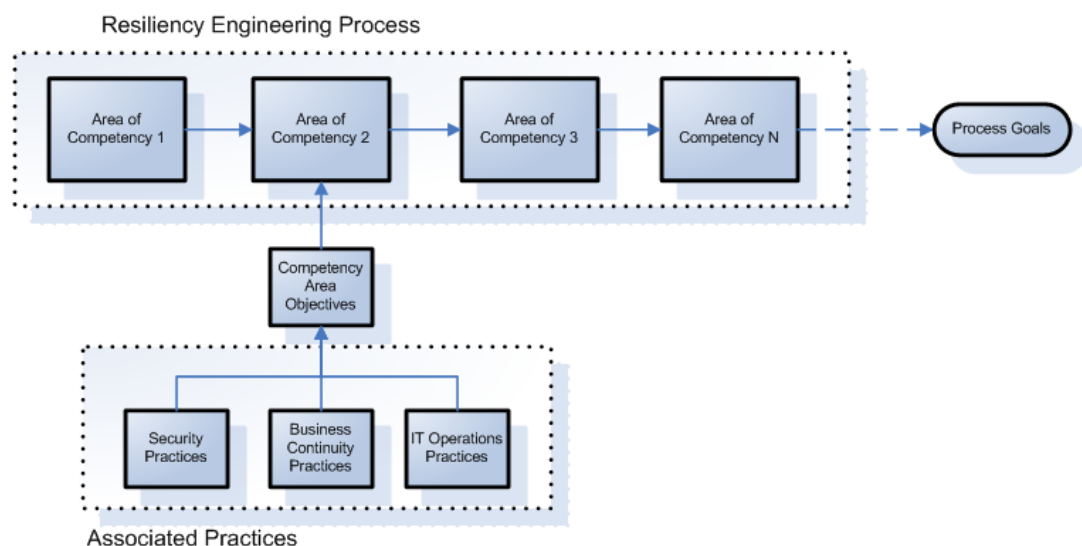 Resiliency Engineering Process
Area of
Competency 1
Area of
Competency 2
Area of
Competency 3
Area of
Competency N
Process Goals
Competency
Area
Objectives
Security
Practices
Business
Continuity
Practices
IT Operations
Practices
Associated Practices